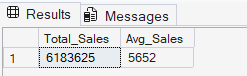 Results Messages
Total_Sales Avg_Sales
1 6183625 5652